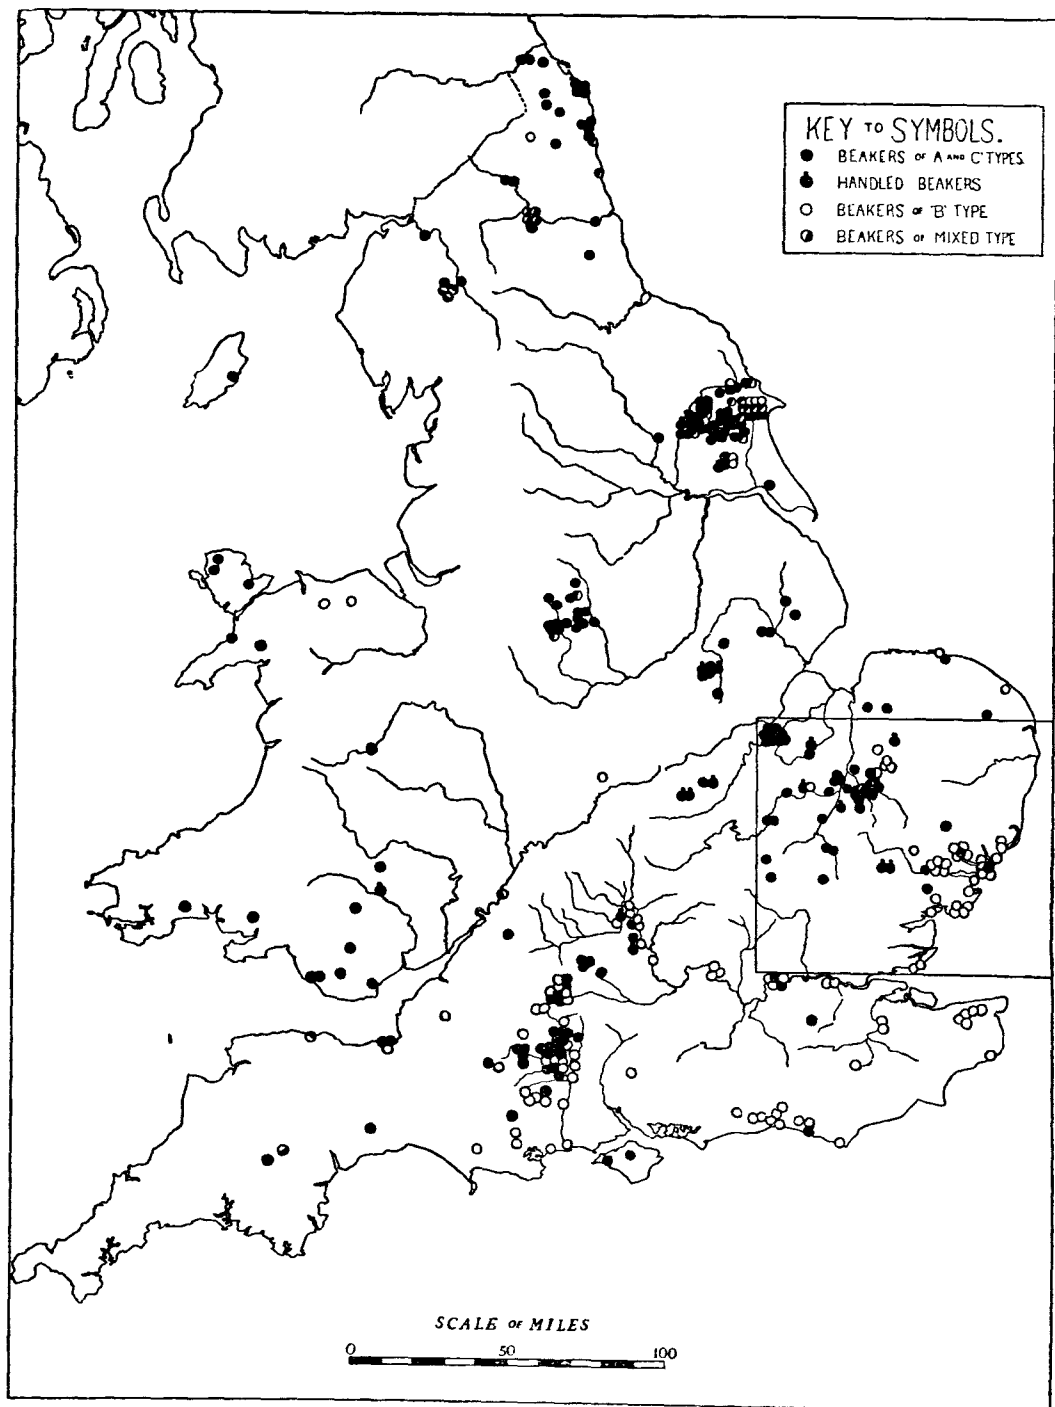 KEY TO SYMBOLS.
BEAKERS OF A AND C TYPES.
HANDLED BEAKERS
BEAKERS OF 'B' TYPE
BEAKERS OF MIXED TYPE
SCALE OF MILES
0 50 100